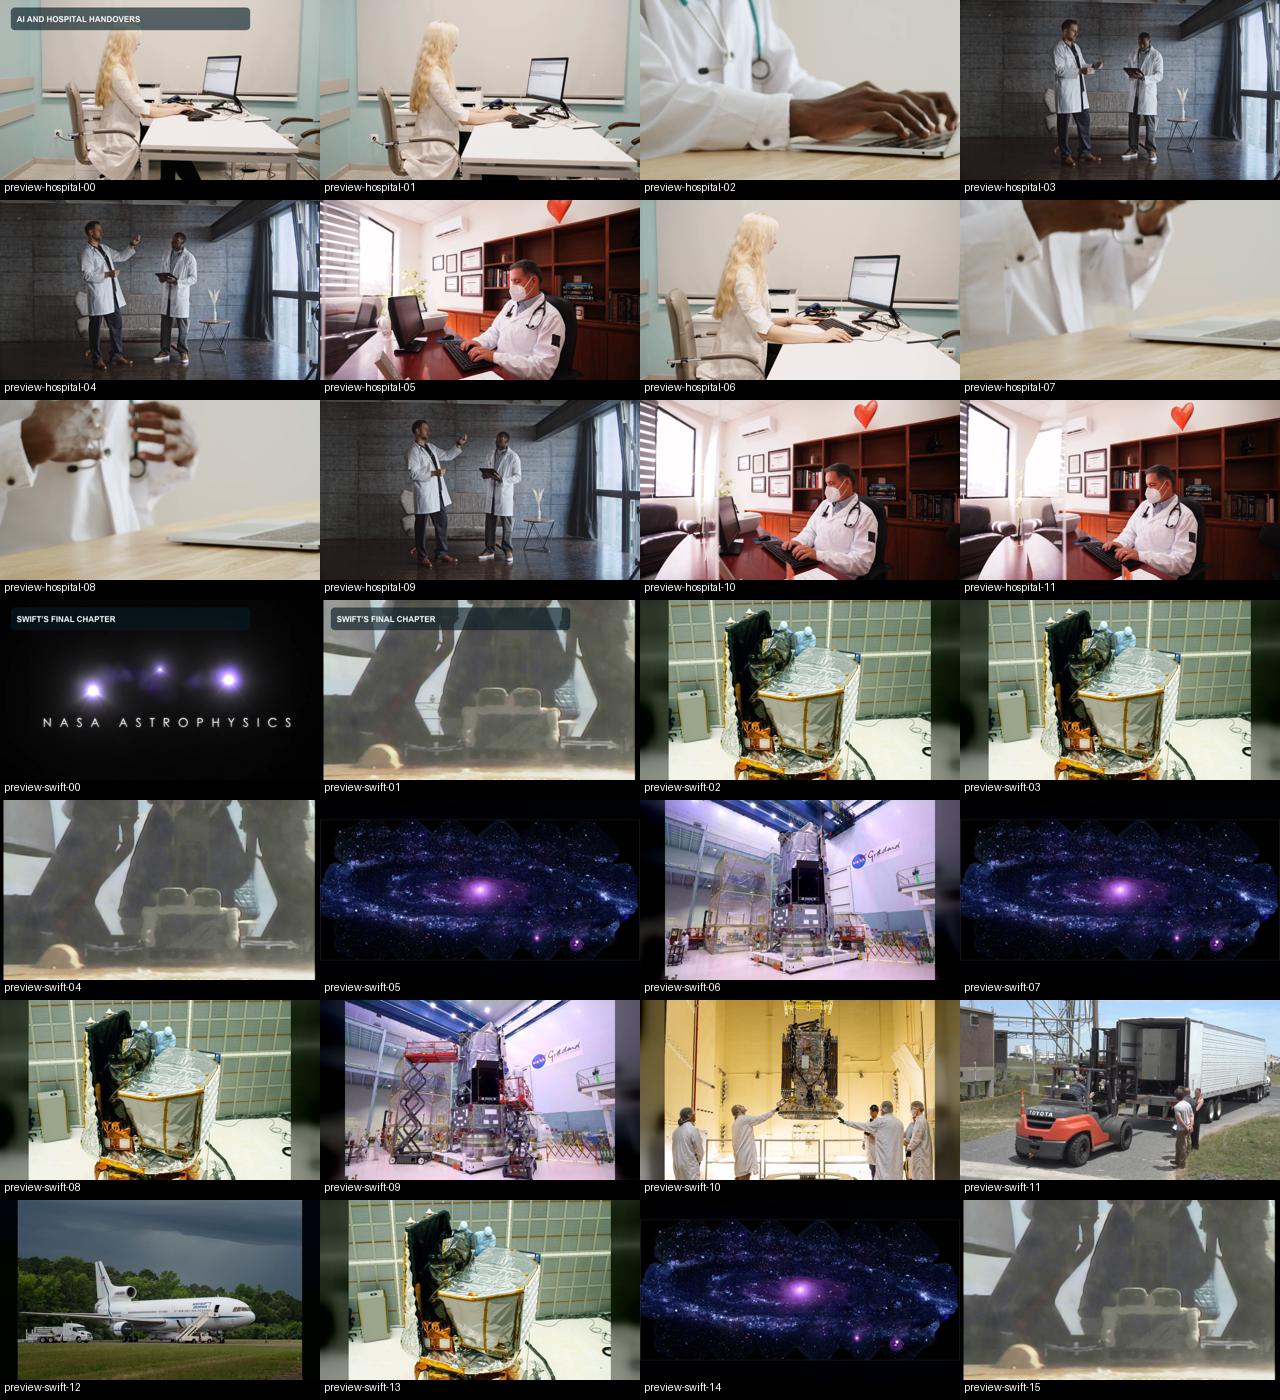 AI AND HOSPITAL HANDOVERS
preview-hospital-00
preview-hospital-01
preview-hospital-02
preview-hospital-03
preview-hospital-04
preview-hospital-05
preview-hospital-06
preview-hospital-07
preview-hospital-08
preview-hospital-09
preview-hospital-10
preview-hospital-11
SWIFT'S FINAL CHAPTER
NASA ASTROPHYSICS
SWIFT'S FINAL CHAPTER
preview-swift-00
preview-swift-01
preview-swift-02
preview-swift-03
NASA Goddard
preview-swift-04
preview-swift-05
preview-swift-06
preview-swift-07
NASA Goddard
TOYOTA
preview-swift-08
preview-swift-09
preview-swift-10
preview-swift-11
preview-swift-12
preview-swift-13
preview-swift-14
preview-swift-15